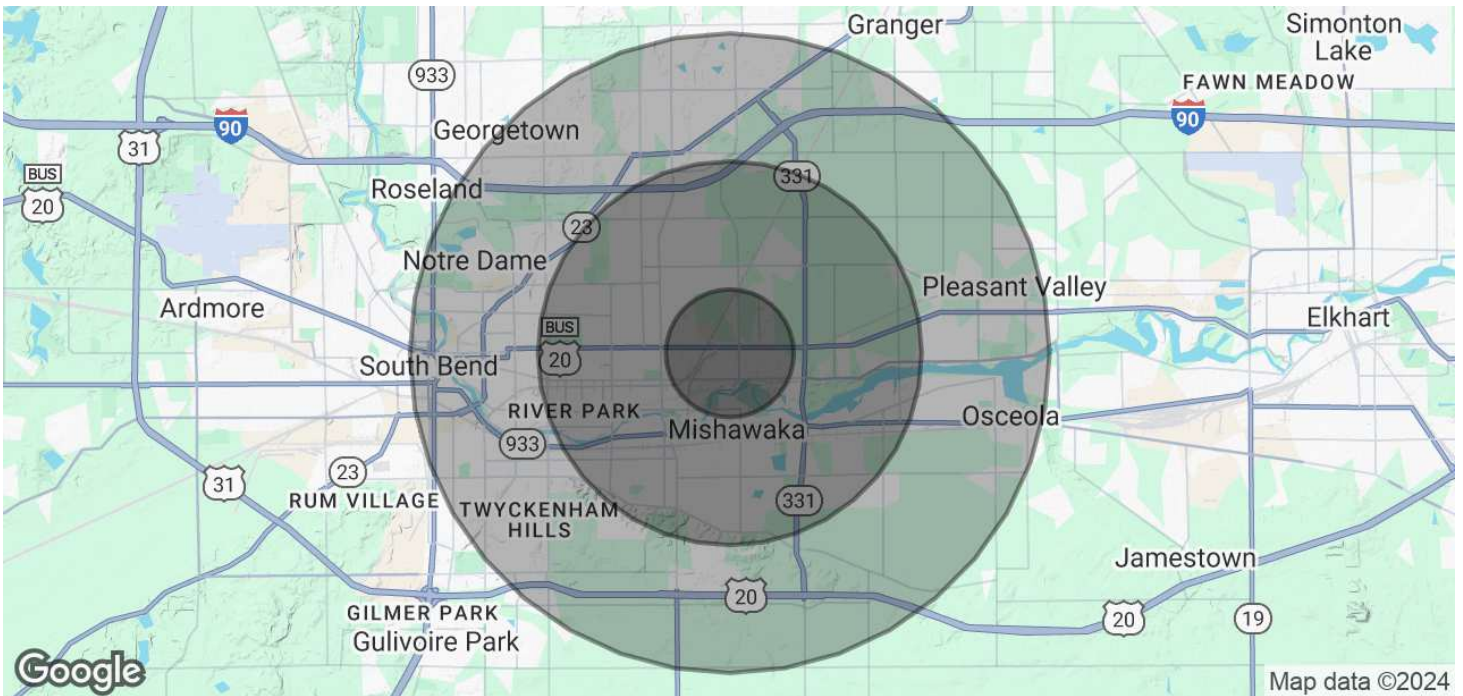 Granger
Simonton
Lake
FAWN MEADOW
933
90
90
Georgetown
31
BUS
20
Roseland
331
23
Notre Dame
Pleasant Valley
Ardmore
Elkhart
BUS
20
South Bend
RIVER PARK
Mishawaka
Osceola
933
23
31
RUM VILLAGE
TWYCKENHAM
HILLS
331
Jamestown
20
GILMER PARK
Gulivoire Park
20
19
Google
Map data ©2024